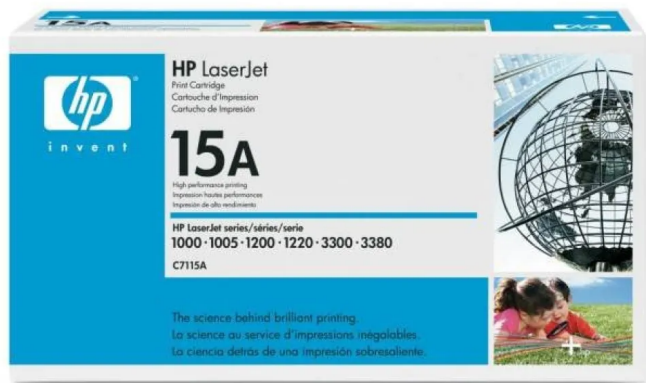 15A
hp
invent
HP LaserJet
Print Cartridge
Cartouche d'Impression
Cartucho de Impresión
15A
High performance printing
Impression hautes performances
Impresión de alto rendimiento
HP LaserJet series/séries/serie
1000 · 1005 · 1200 · 1220 · 3300 · 3380
C7115A
The science behind brilliant printing.
La science au service d'impressions inégalables.
La ciencia detrás de una impresión sobresaliente.